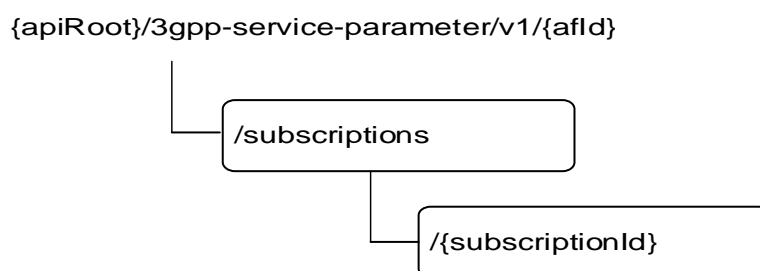 {apiRoot}/3gpp-service-parameter/v1/{afId}
/subscriptions
/{subscriptionId}